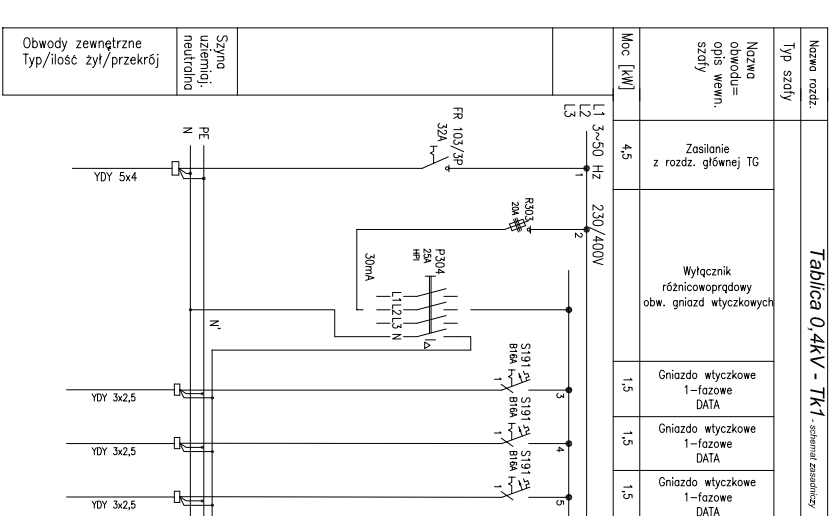 Obwody zewnętrzne
Typ/ilość żył/przekrój
Szyna
uziemiaj.
neutralna
Moc [kW]
Nazwa
obwodu=
opis wewn.
szafy
Typ szafy
Nazwa rozdz.
Tablica 0,4kV - Tk1 - schemat zasadniczy
L1
L2
L3
3~50 Hz 230/400V
N
PE
FR 103/3P
32A
YDY 5x4
1
4,5
Zasilanie
z rozdz. głównej TG
R303
20A
2
P304
25A
HPI
30mA
L1
L2
L3
N
N'
Wyłącznik
różnicowoprądowy
obw. gniazd wtyczkowych
S191
B16A
1
3
YDY 3x2,5
1,5
Gniazdo wtyczkowe
1-fazowe
DATA
S191
B16A
1
4
YDY 3x2,5
1,5
Gniazdo wtyczkowe
1-fazowe
DATA
S191
B16A
1
5
YDY 3x2,5
1,5
Gniazdo wtyczkowe
1-fazowe
DATA